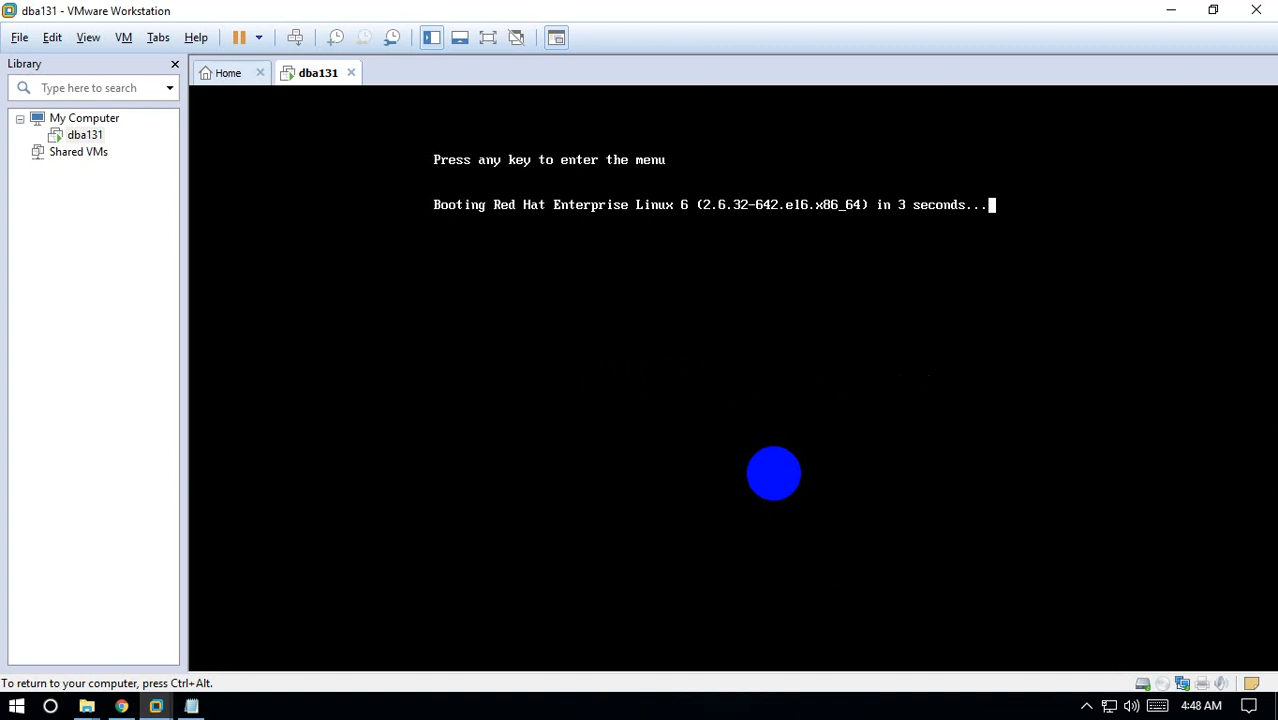 dba131 - VMware Workstation
File Edit View VM Tabs Help
Library
Type here to search
My Computer
dba131
Shared VMs
Home
dba131
Press any key to enter the menu
Booting Red Hat Enterprise Linux 6 (2.6.32-642.el6.x86_64) in 3 seconds...
To return to your computer, press Ctrl+Alt.
4:48 AM